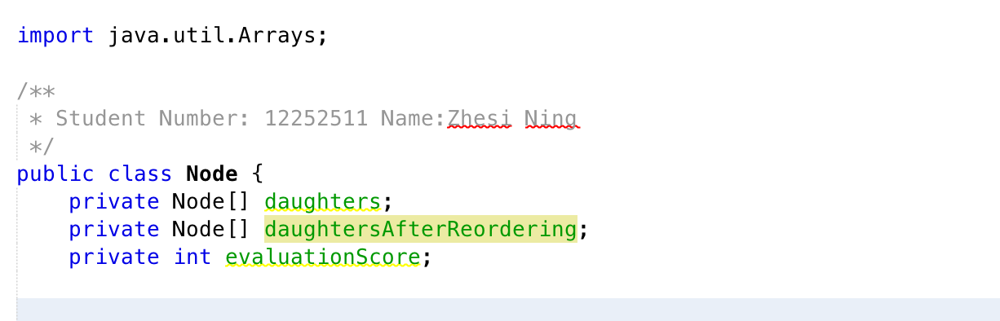 import java.util.Arrays;
/**
* Student Number: 12252511 Name:Zhesi Ning
*/
public class Node {
private Node[] daughters;
private Node[] daughtersAfterReordering;
private int evaluationScore;